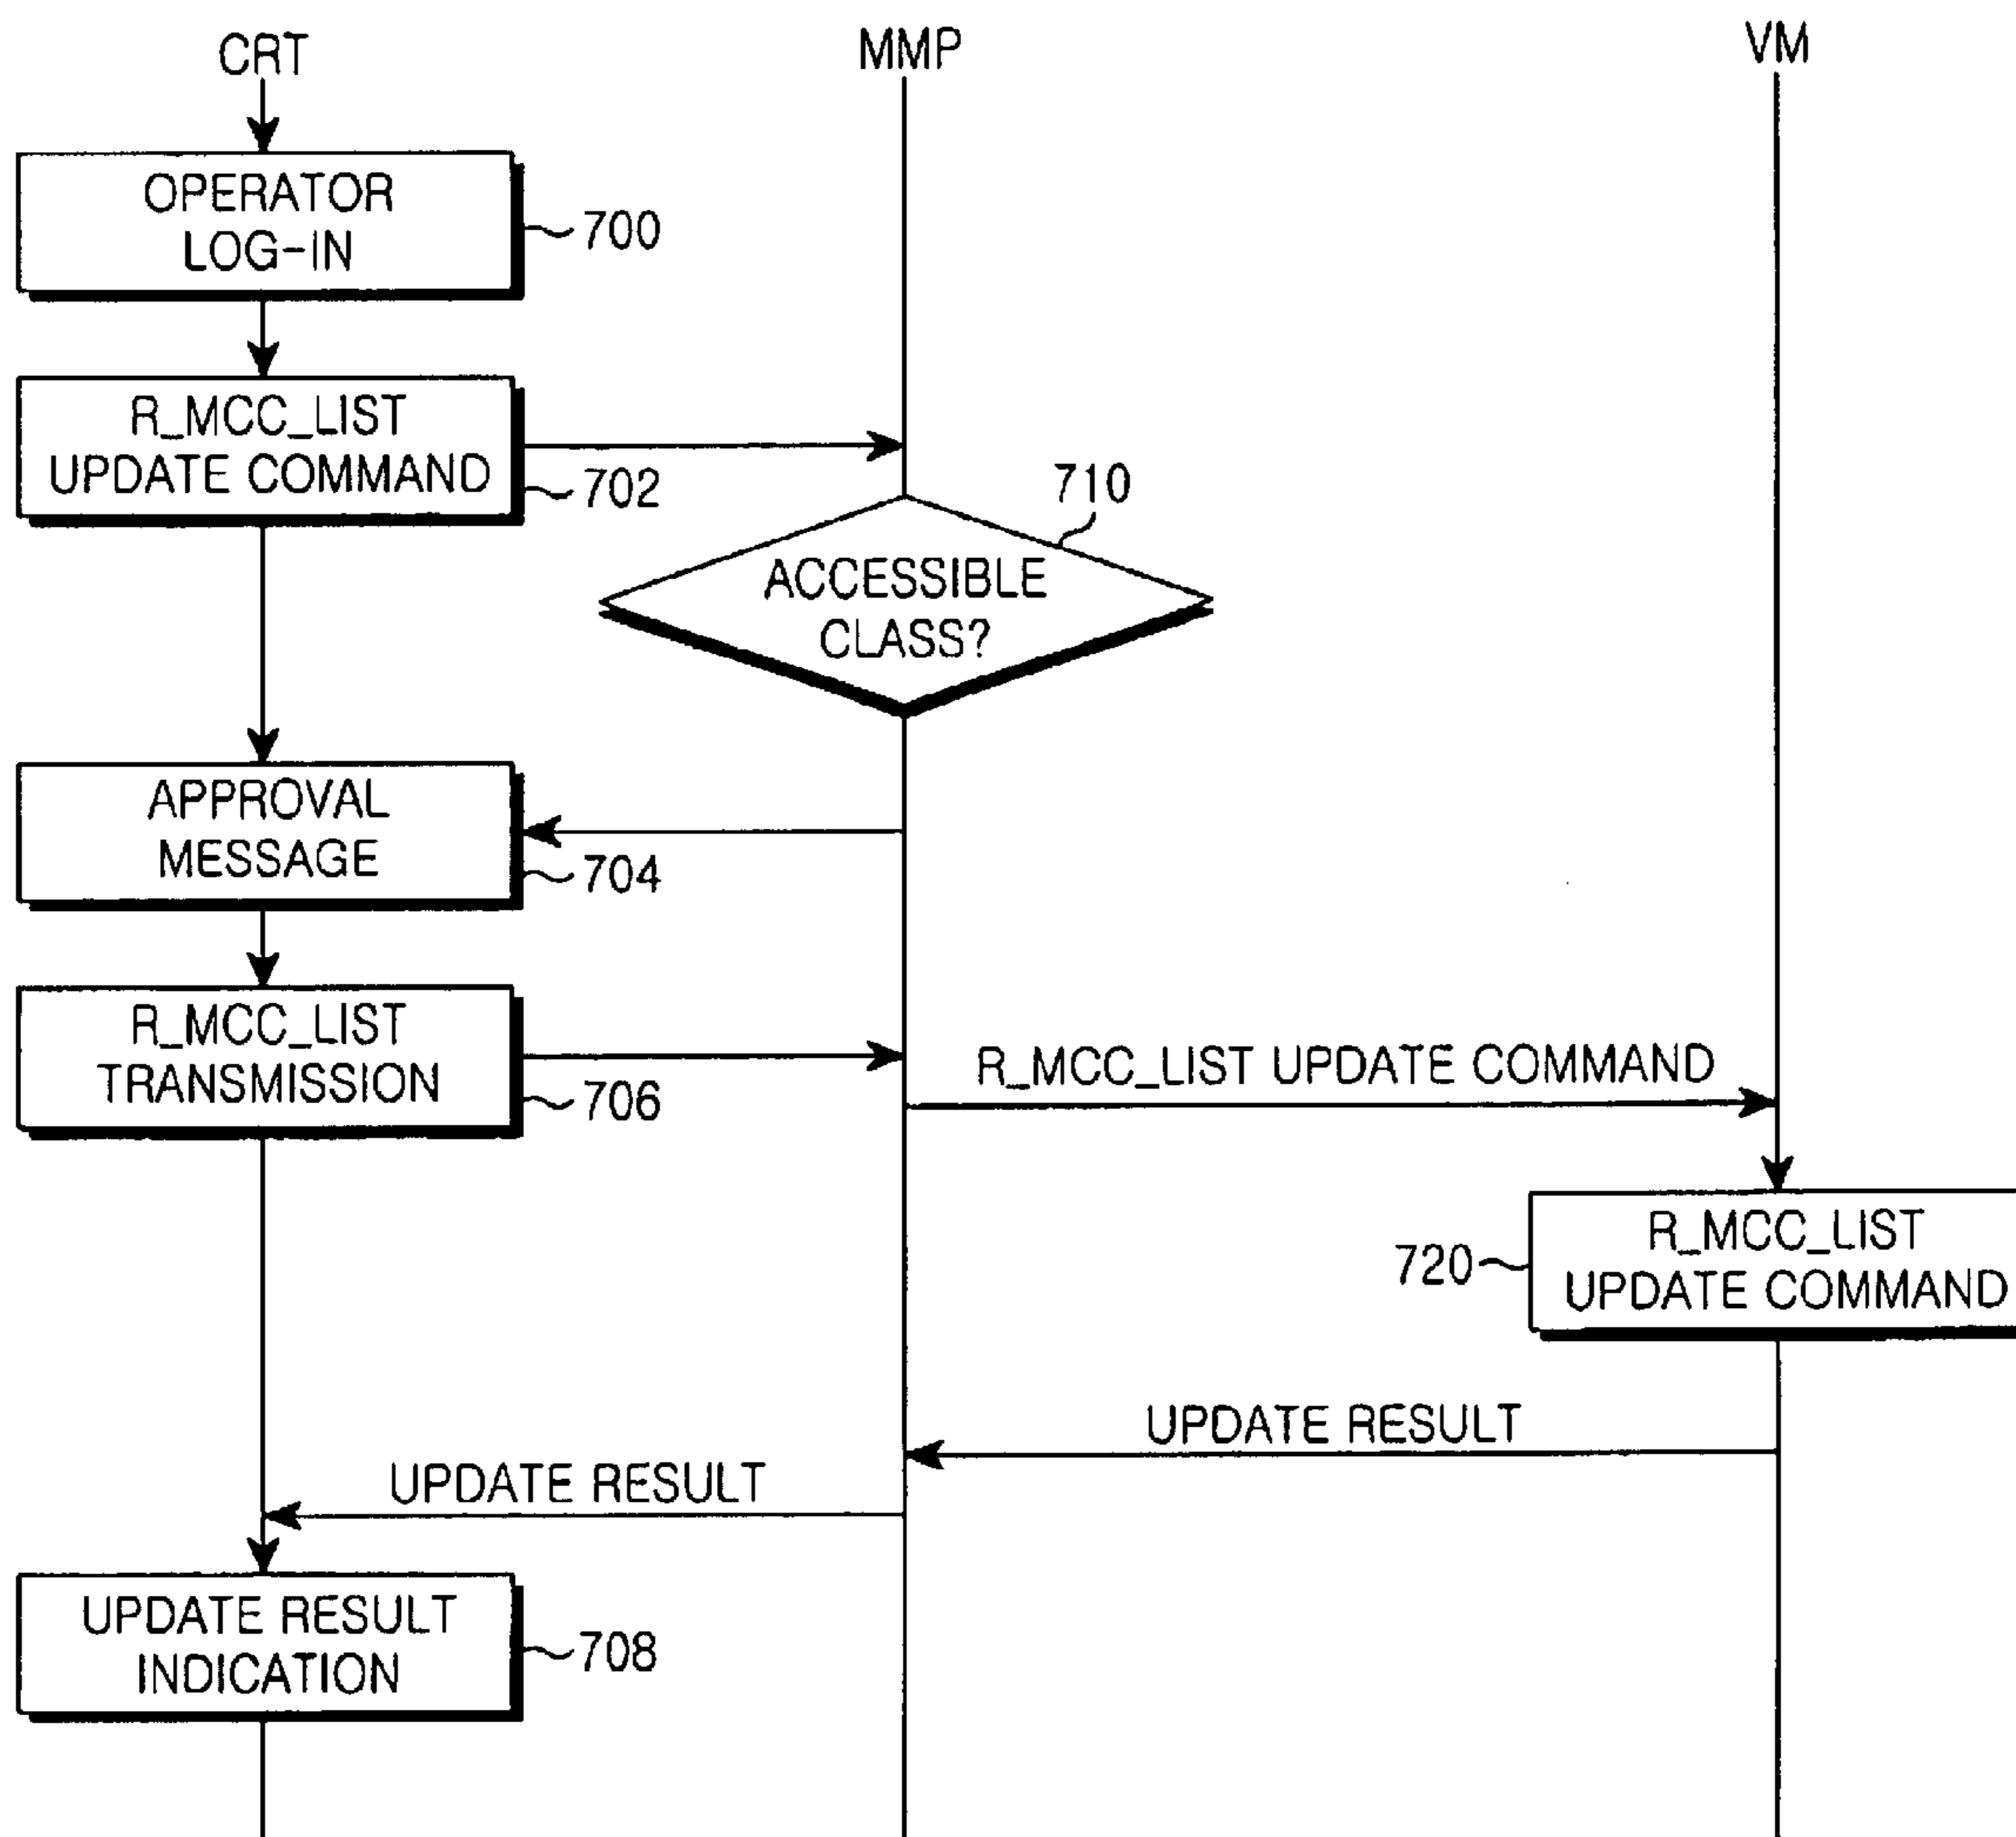 CRT
MMP
VM
OPERATOR
LOG-IN
700
R_MCC_LIST
UPDATE COMMAND
702
710
ACCESSIBLE
CLASS?
APPROVAL
MESSAGE
704
R_MCC_LIST
TRANSMISSION
706
R_MCC_LIST UPDATE COMMAND
720
R_MCC_LIST
UPDATE COMMAND
UPDATE RESULT
UPDATE RESULT
UPDATE RESULT
INDICATION
708